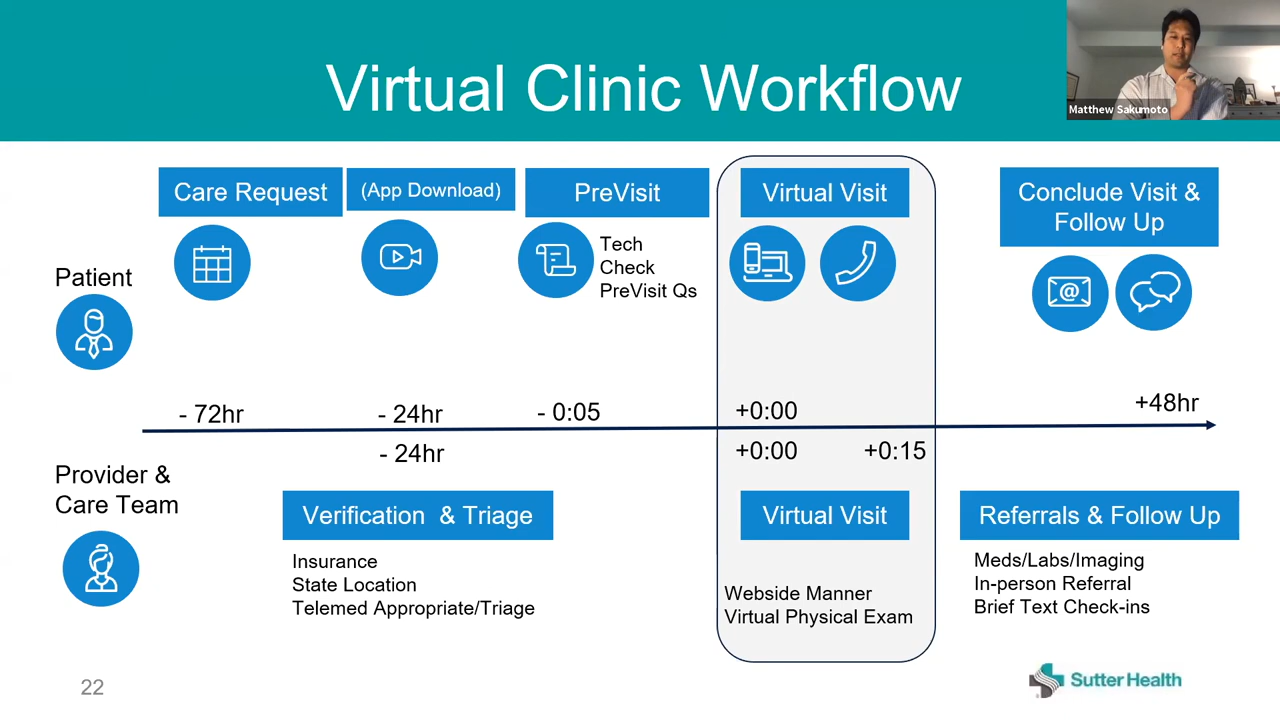 Virtual Clinic Workflow
Matthew Sakumoto
Care Request
(App Download)
PreVisit
Virtual Visit
Conclude Visit &
Follow Up
Tech
Check
PreVisit Qs
Patient
@
- 72hr
- 24hr
- 0:05
+0:00
+48hr
- 24hr
+0:00
+0:15
Provider &
Care Team
Verification & Triage
Virtual Visit
Referrals & Follow Up
Insurance
State Location
Telemed Appropriate/Triage
Webside Manner
Virtual Physical Exam
Meds/Labs/Imaging
In-person Referral
Brief Text Check-ins
22
Sutter Health